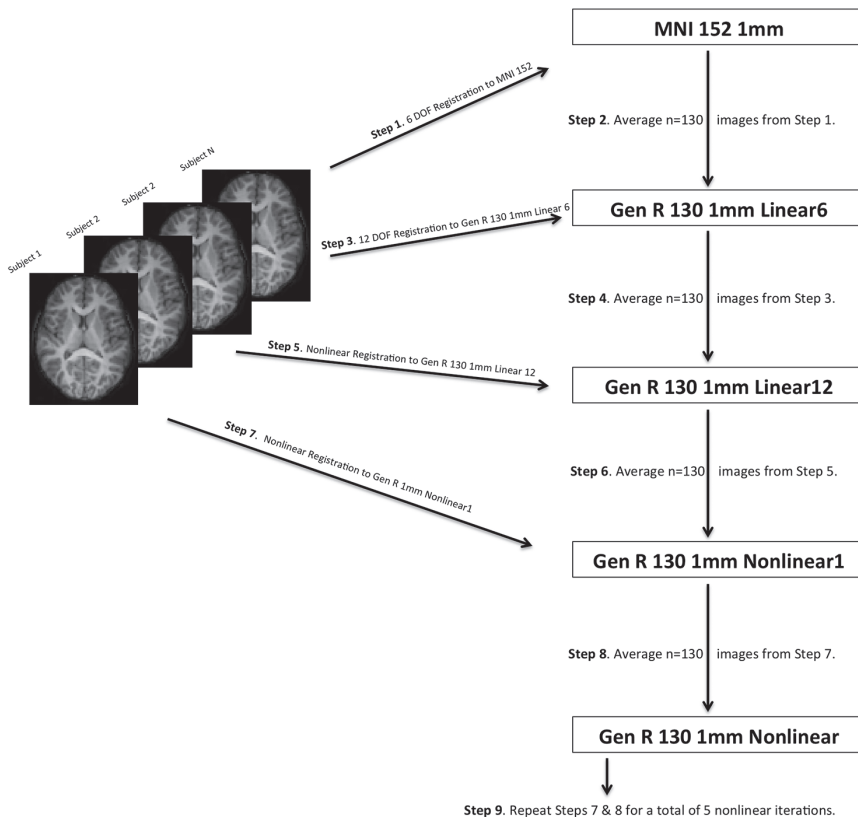 MNI 152 1mm
Step 1. 6 DOF Registration to MNI 152
Step 2. Average n=130 images from Step 1.
Subject N
Subject 2
Subject 2
Subject 1
Gen R 130 1mm Linear6
Step 3. 12 DOF Registration to Gen R 130 1mm Linear 6
Step 4. Average n=130 images from Step 3.
Step 5. Nonlinear Registration to Gen R 130 1mm Linear 12
Gen R 130 1mm Linear12
Step 7. Nonlinear Registration to Gen R 1mm Nonlinear1
Step 6. Average n=130 images from Step 5.
Gen R 130 1mm Nonlinear1
Step 8. Average n=130 images from Step 7.
Gen R 130 1mm Nonlinear
Step 9. Repeat Steps 7 & 8 for a total of 5 nonlinear iterations.